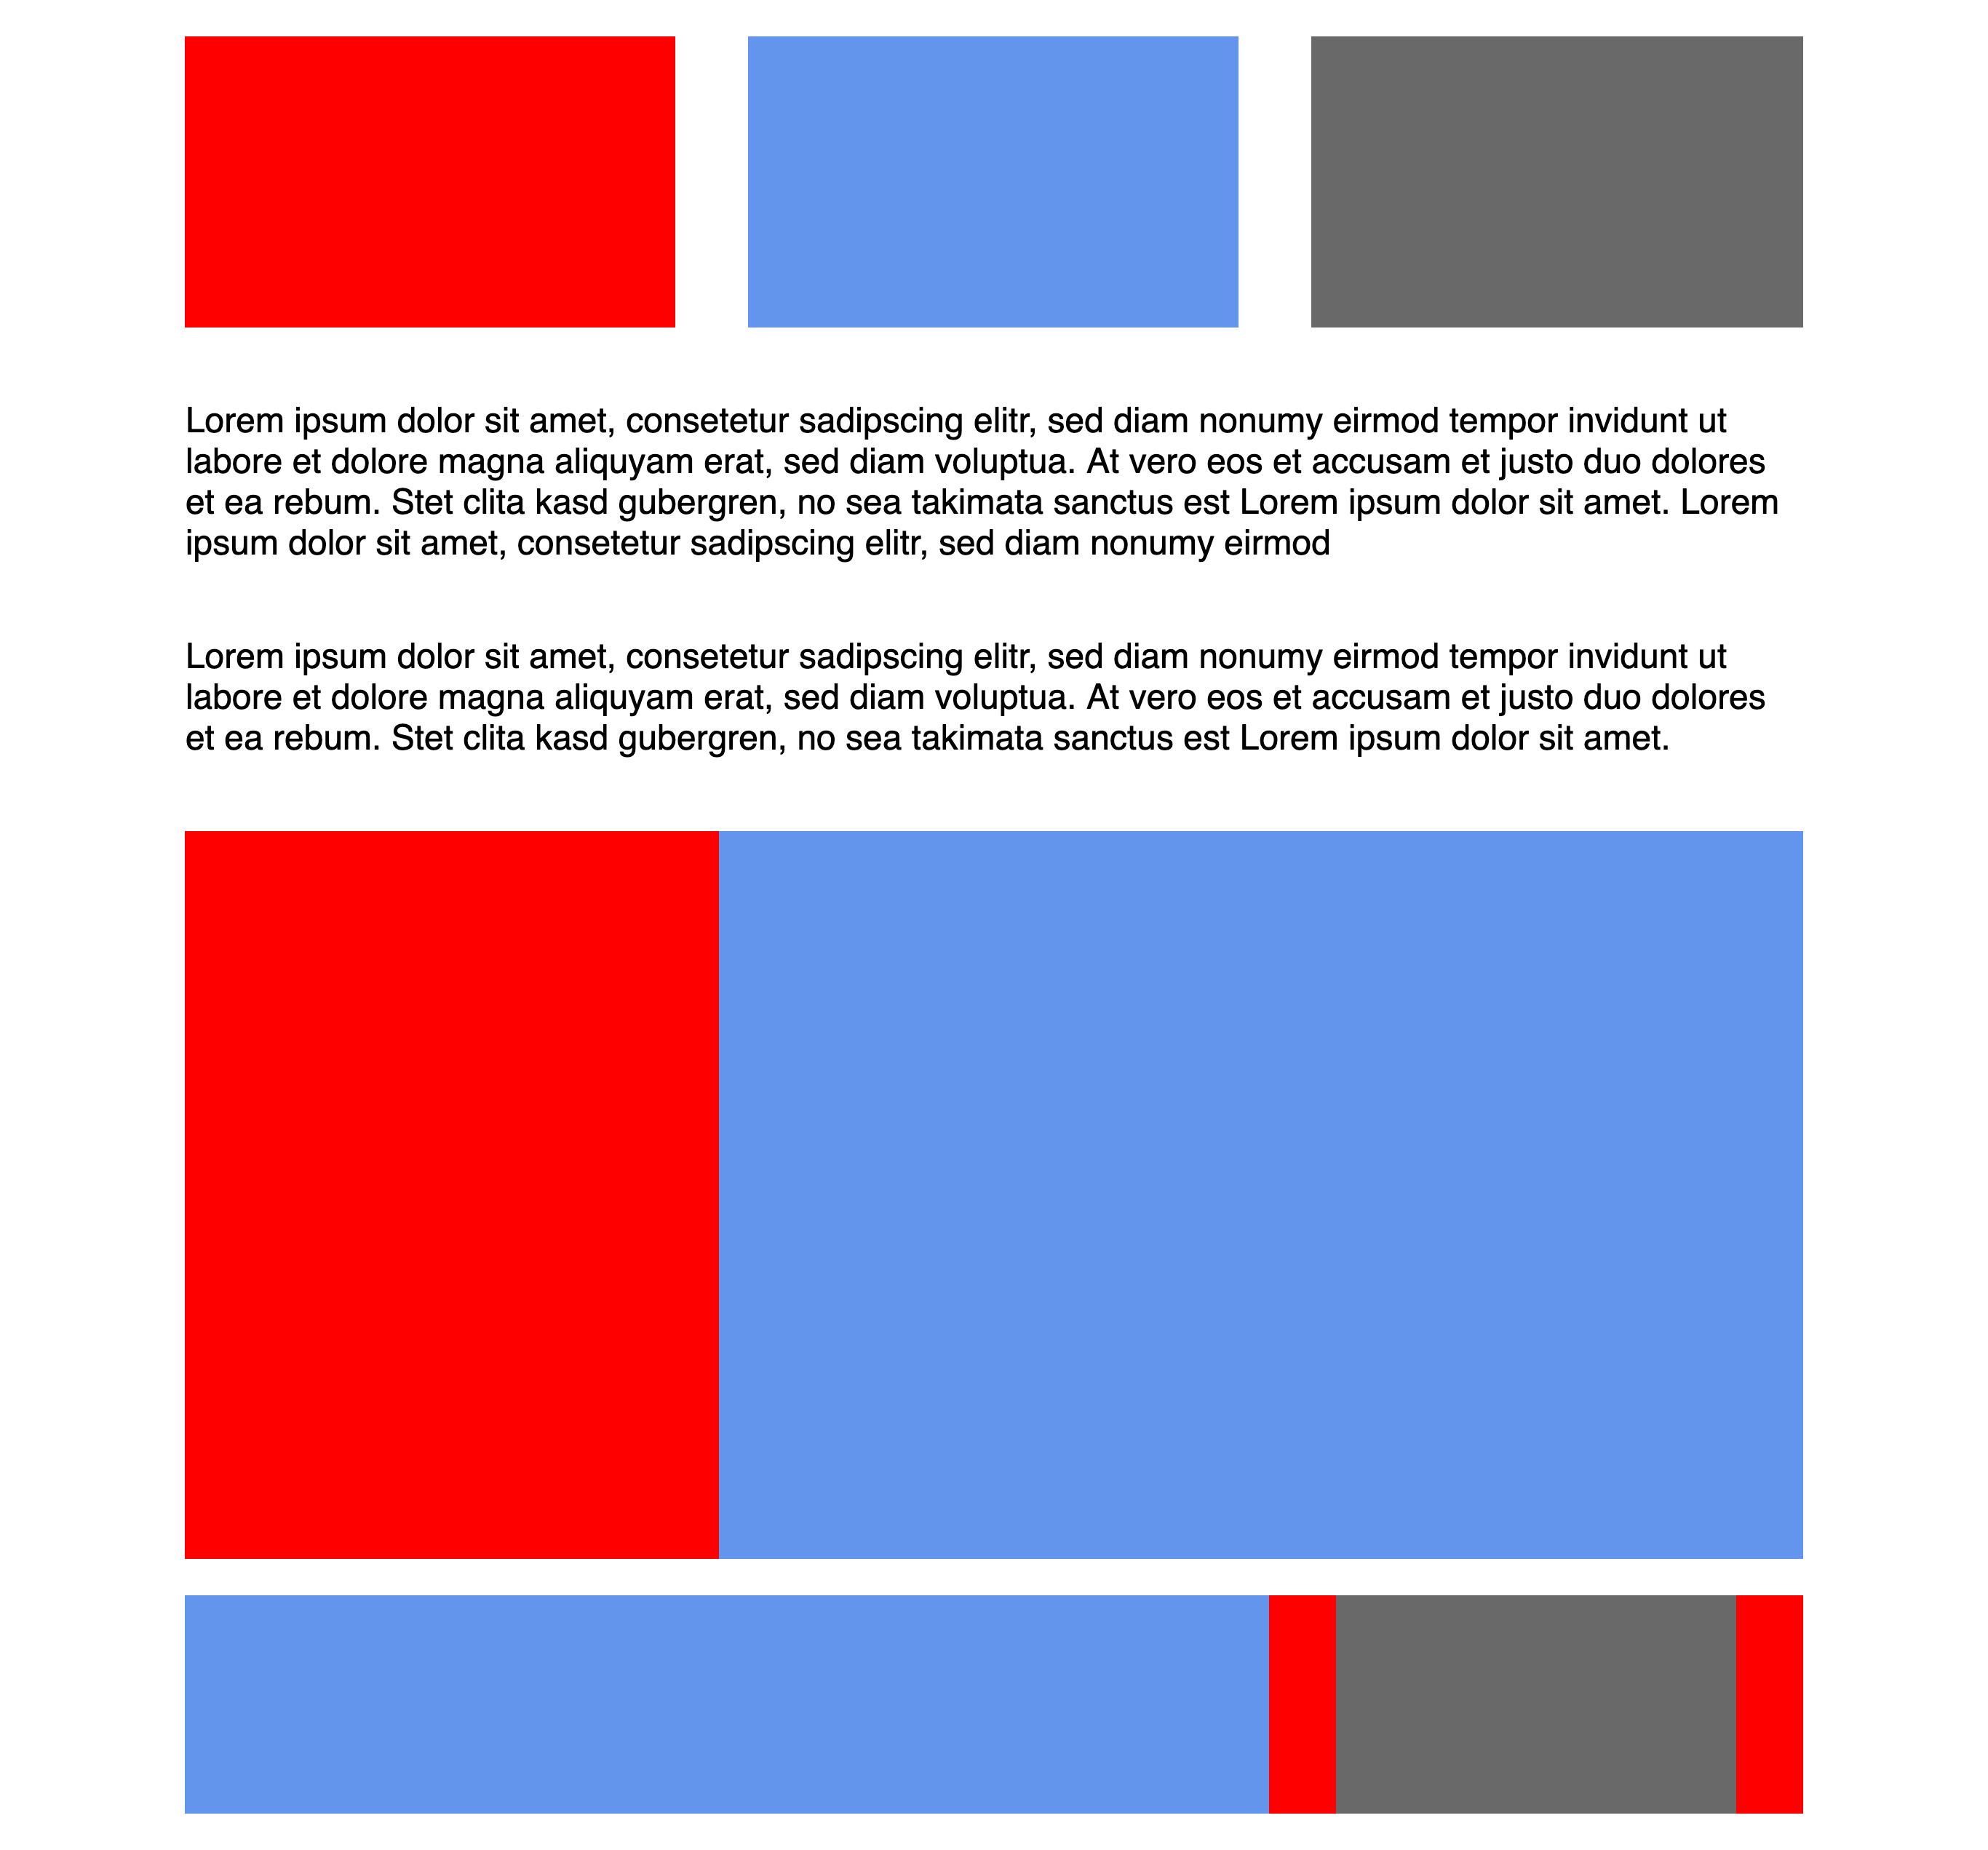 Lorem ipsum dolor sit amet, consetetur sadipscing elitr, sed diam nonumy eirmod tempor invidunt ut
labore et dolore magna aliquyam erat, sed diam voluptua. At vero eos et accusam et justo duo dolores
et ea rebum. Stet clita kasd gubergren, no sea takimata sanctus est Lorem ipsum dolor sit amet. Lorem
ipsum dolor sit amet, consetetur sadipscing elitr, sed diam nonumy eirmod
Lorem ipsum dolor sit amet, consetetur sadipscing elitr, sed diam nonumy eirmod tempor invidunt ut
labore et dolore magna aliquyam erat, sed diam voluptua. At vero eos et accusam et justo duo dolores
et ea rebum. Stet clita kasd gubergren, no sea takimata sanctus est Lorem ipsum dolor sit amet.